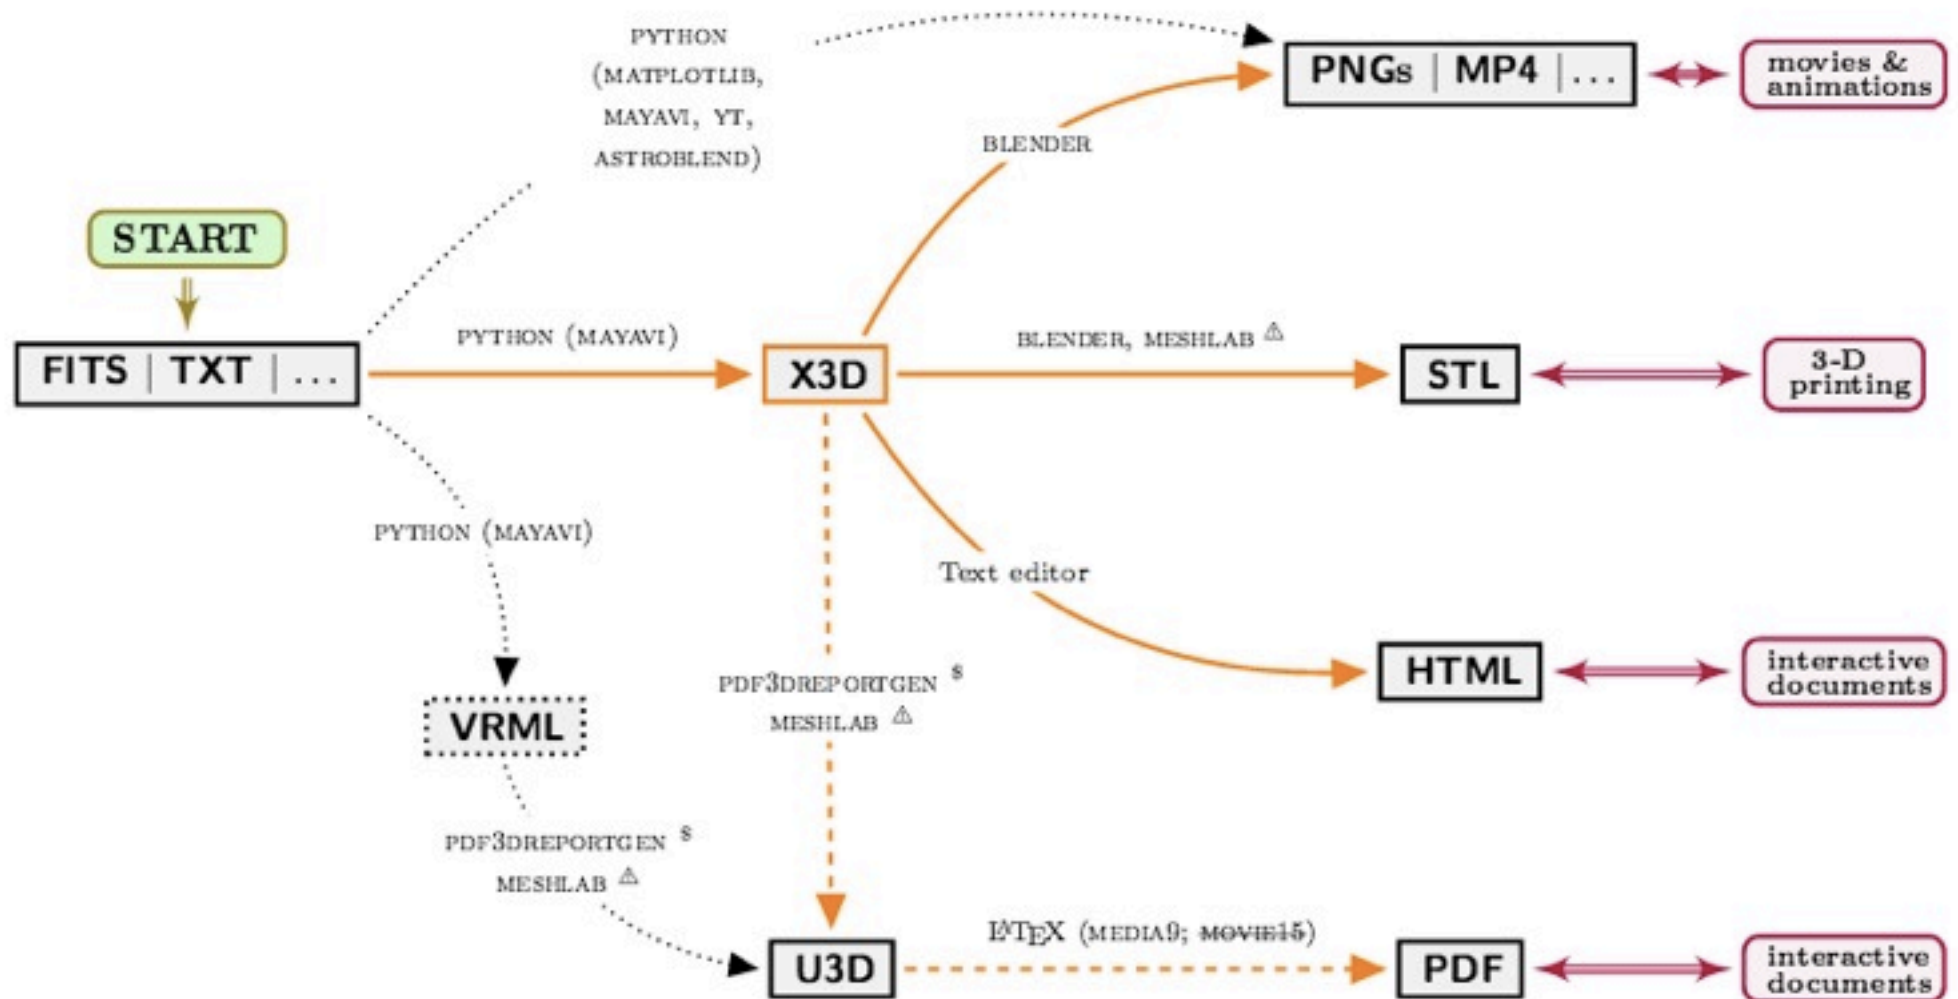 PYTHON
(MATPLOTLIB,
MAYAVI, YT,
ASTROBLEND)
PNGs | MP4 | ...
movies &
animations
BLENDER
START
PYTHON (MAYAVI)
BLENDER, MESHLAB ⚠
FITS | TXT | ...
X3D
STL
3-D
printing
PYTHON (MAYAVI)
Text editor
HTML
interactive
documents
PDF3DREPORTGEN $
MESHLAB ⚠
VRML
PDF3DREPORTGEN $
MESHLAB ⚠
LATEX (MEDIA9; MOVIE15)
U3D
PDF
interactive
documents